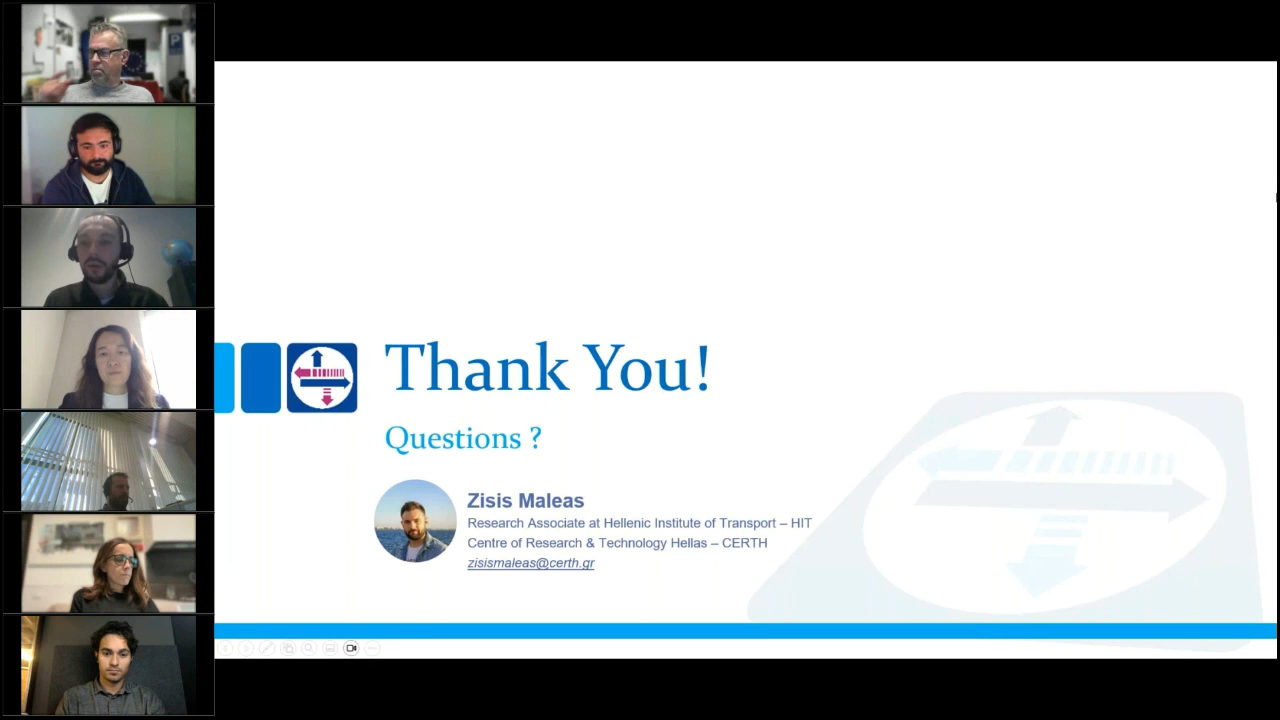 P
Thank You!
Questions ?
Zisis Maleas
Research Associate at Hellenic Institute of Transport – HIT
Centre of Research & Technology Hellas – CERTH
zisismaleas@certh.gr